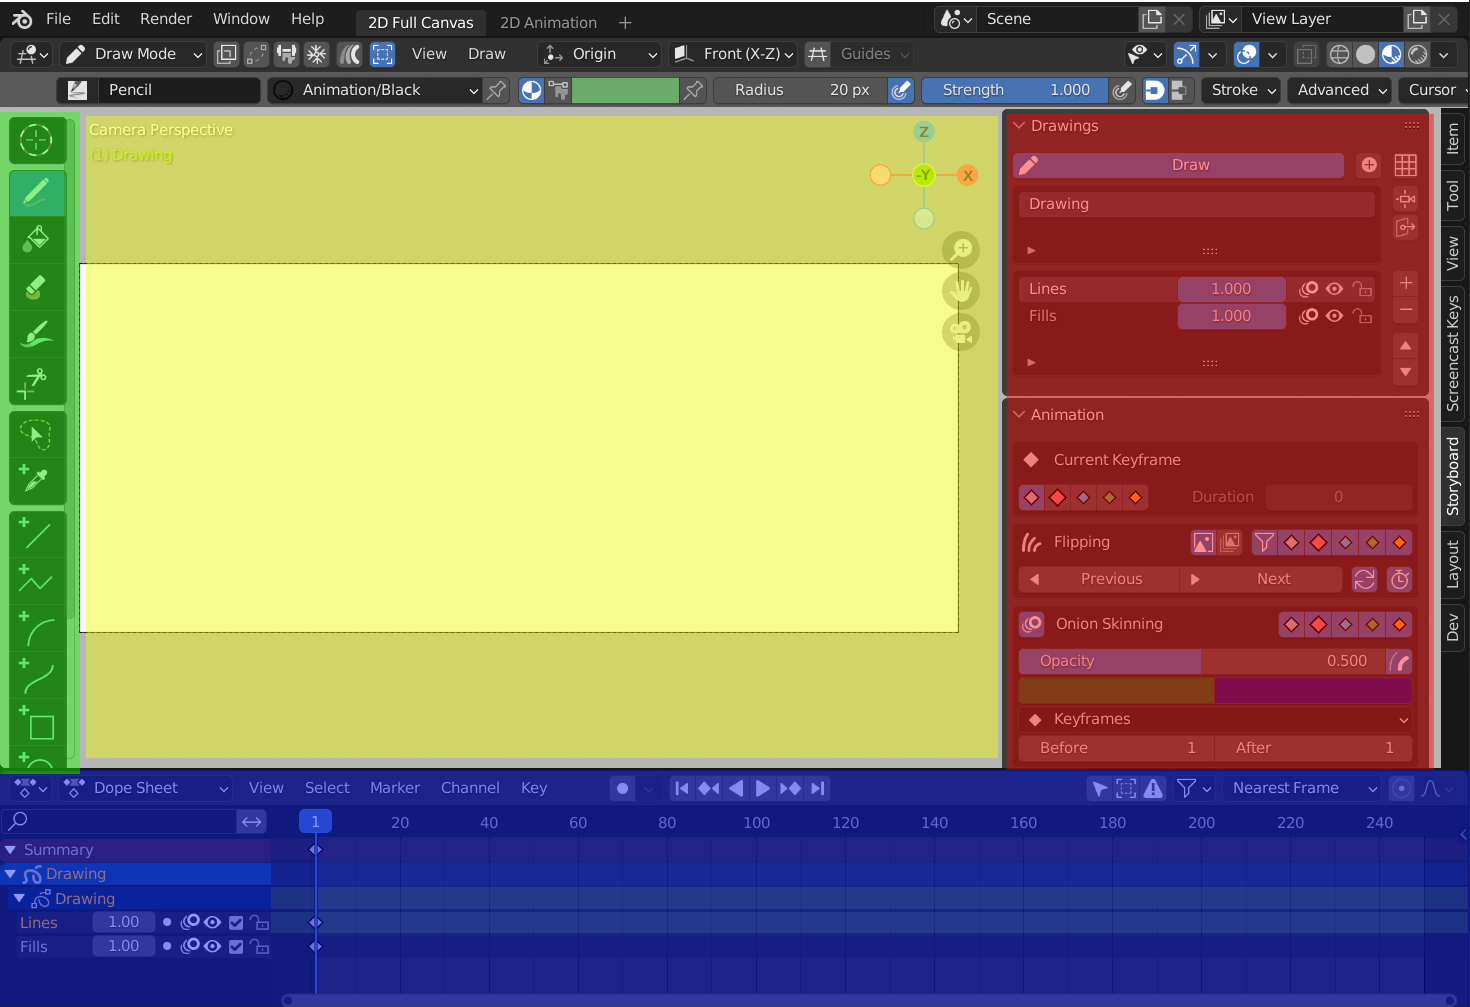 File Edit Render Window Help 2D Full Canvas 2D Animation + Scene View Layer
Draw Mode View Draw Origin Front (X-Z) Guides
Pencil Animation/Black Radius 20 px Strength 1.000 Stroke Advanced Cursor
Camera Perspective
(1) Drawing
Z
-Y
X
Drawings
Draw
Drawing
Lines 1.000
Fills 1.000
Animation
Current Keyframe
Duration 0
Flipping
Previous Next
Onion Skinning
Opacity 0.500
Keyframes
Before 1 After 1
Item
Tool
View
Screencast Keys
Storyboard
Layout
Dev
Dope Sheet View Select Marker Channel Key Nearest Frame
1 20 40 60 80 100 120 140 160 180 200 220 240
Summary
Drawing
Drawing
Lines 1.00
Fills 1.00